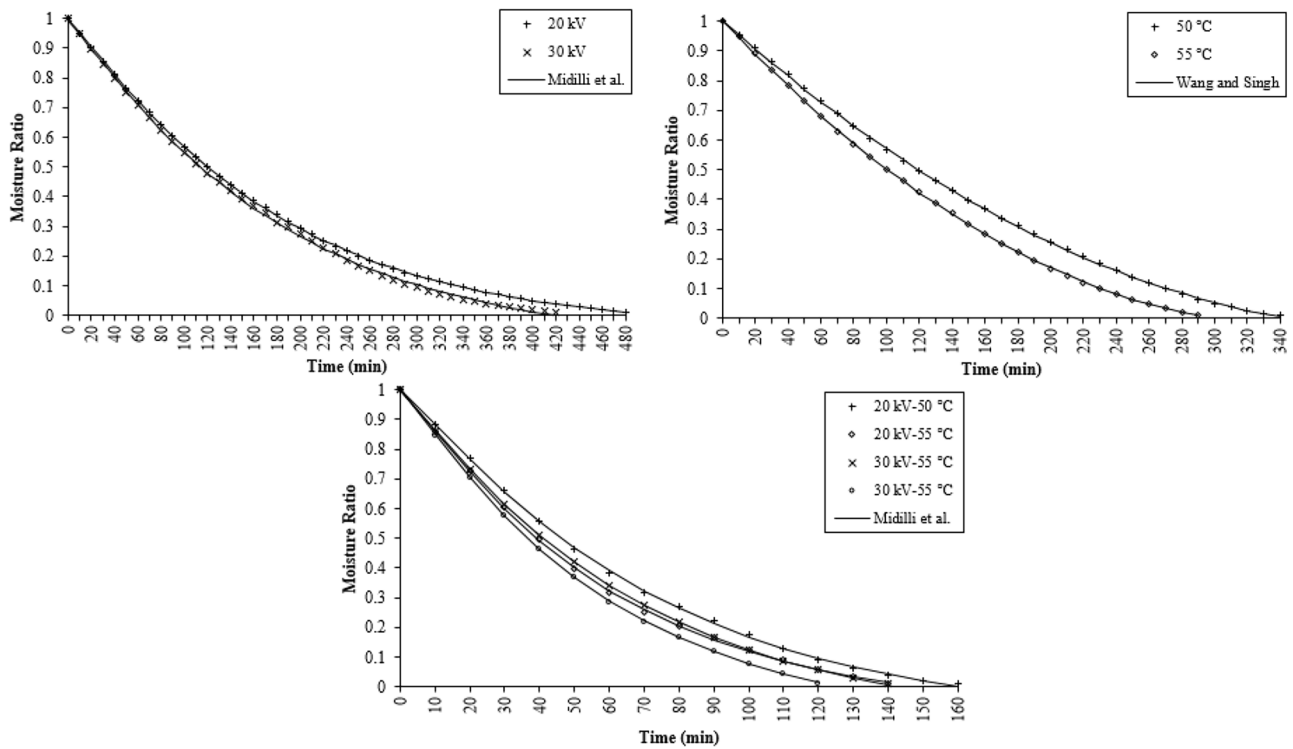 20 kV
30 kV
Midilli et al.
Moisture Ratio
1
0.9
0.8
0.7
0.6
0.5
0.4
0.3
0.2
0.1
0
0 20 40 60 80 100 120 140 160 180 200 220 240 260 280 300 320 340 360 380 400 420 440 460 480
Time (min)
50 °C
55 °C
Wang and Singh
Moisture Ratio
1
0.9
0.8
0.7
0.6
0.5
0.4
0.3
0.2
0.1
0
0 20 40 60 80 100 120 140 160 180 200 220 240 260 280 300 320 340
Time (min)
20 kV-50 °C
20 kV-55 °C
30 kV-55 °C
30 kV-55 °C
Midilli et al.
Moisture Ratio
1
0.9
0.8
0.7
0.6
0.5
0.4
0.3
0.2
0.1
0
0 10 20 30 40 50 60 70 80 90 100 110 120 130 140 150 160
Time (min)